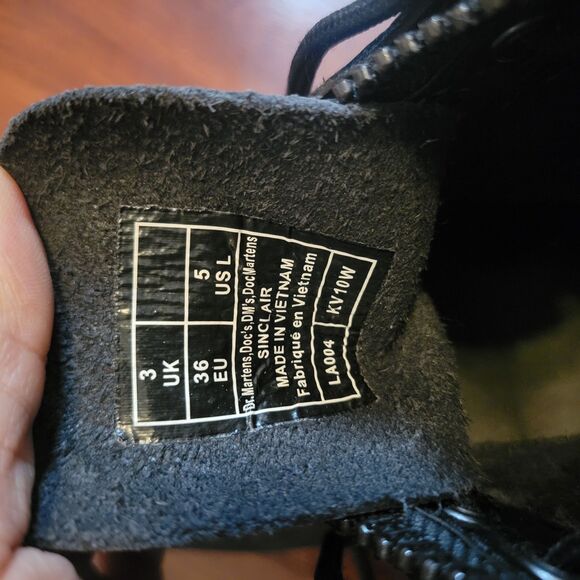 3
UK
5
US L
36
EU
Dr.Martens,Doc's,DM's,DocMartens
SINCLAIR
MADE IN VIETNAM
Fabriqué en Vietnam
LA004
KV10W